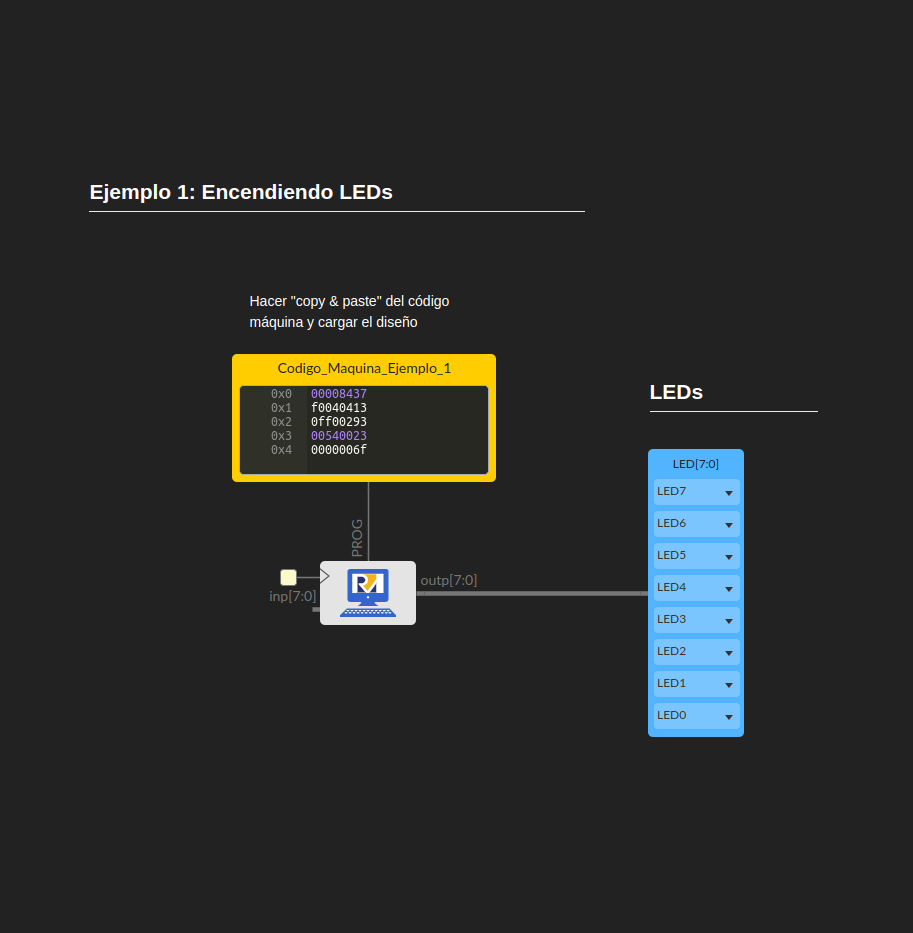 Ejemplo 1: Encendiendo LEDs
Hacer "copy & paste" del código
máquina y cargar el diseño
Codigo_Maquina_Ejemplo_1
0x0 00008437
0x1 f0040413
0x2 0ff00293
0x3 00540023
0x4 0000006f
LEDs
LED[7:0]
LED7
LED6
LED5
LED4
LED3
LED2
LED1
LED0
PROG
inp[7:0]
outp[7:0]